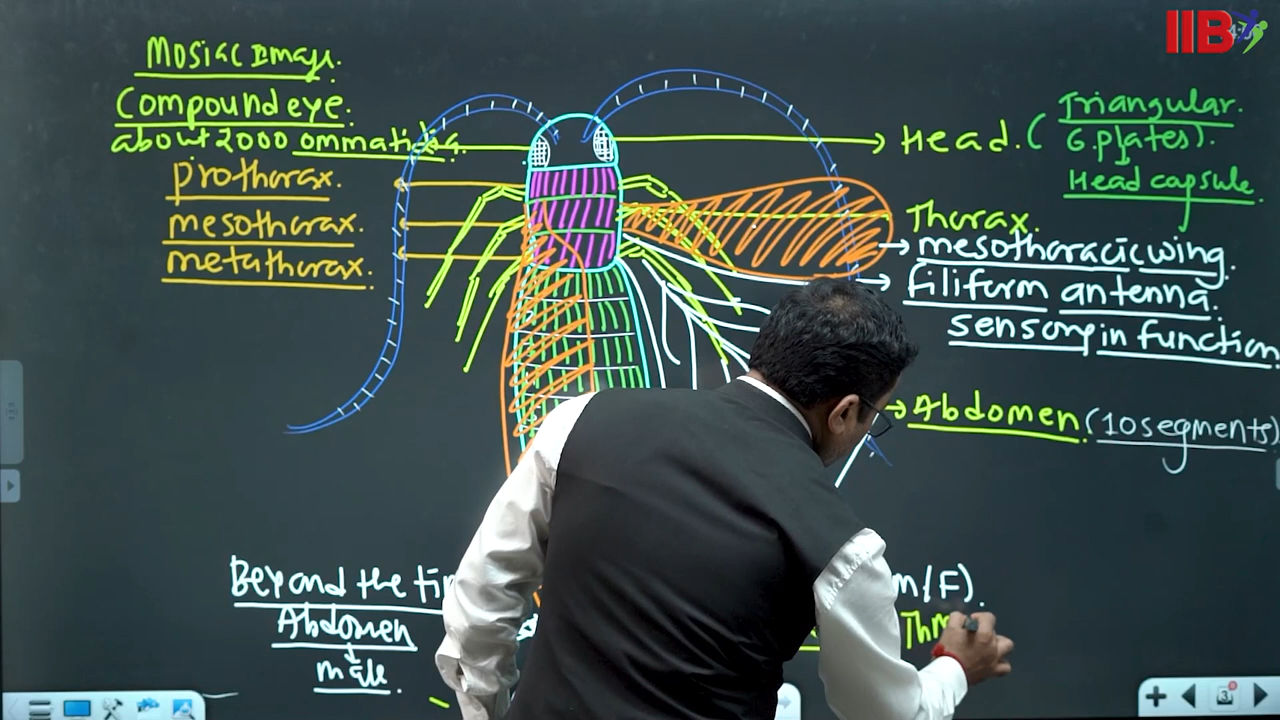 IIB
Mosiac Image.
Compound eye.
about 2000 ommatidia.
prothorax.
mesothorax.
metathorax.
Head. (Triangular.
6 plates).
Head capsule
Thorax.
mesothoracic wing.
filiform antenna.
sensory in function
Abdomen (10 segments)
Beyond the
Abdomen
male.
m/F).